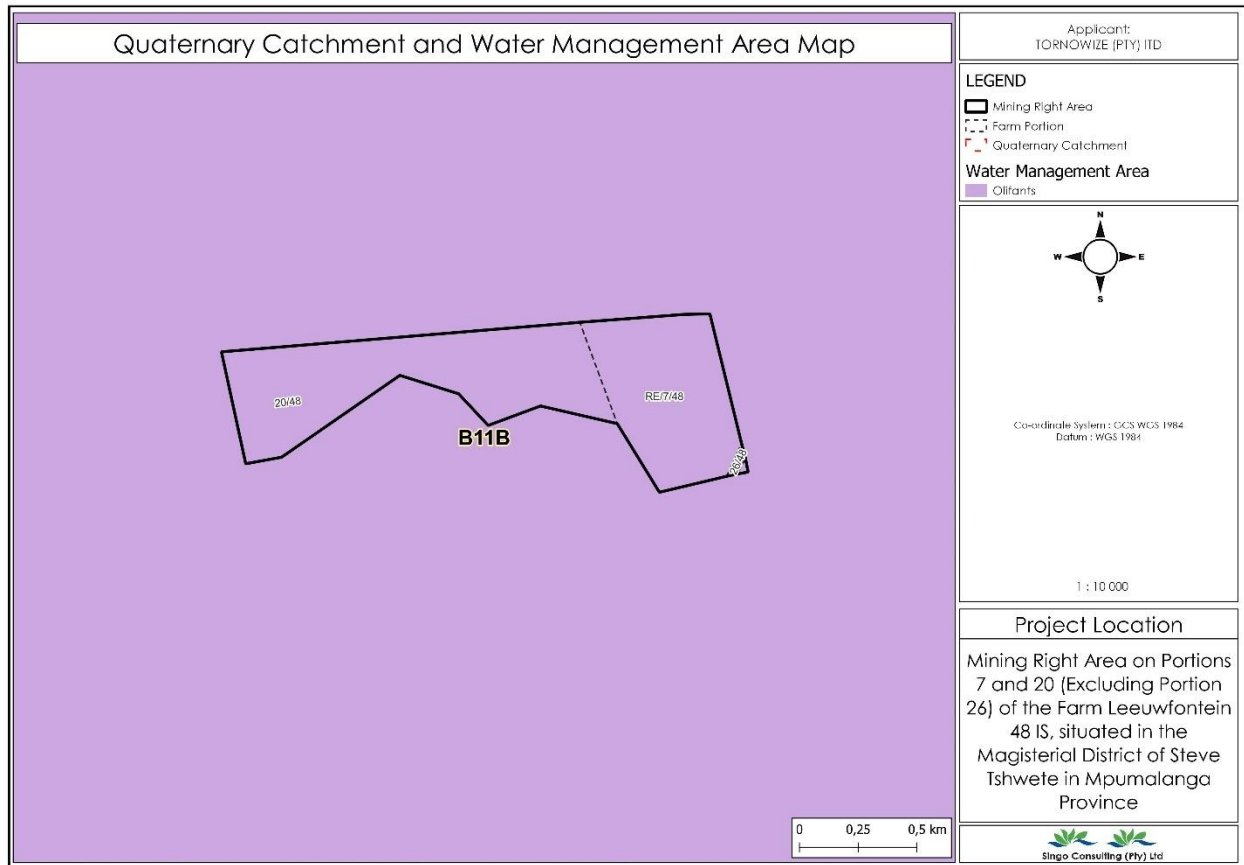 Quaternary Catchment and Water Management Area Map
20/48
RE/7/48
26/48
B11B
0 0,25 0,5 km
Applicant:
TORNOWIZE (PTY) lTD
LEGEND
Mining Right Area
Farm Portion
Quaternary Catchment
Water Management Area
Olifants
N
W E
S
Co-ordinate System : GCS WGS 1984
Datum : WGS 1984
1 : 10 000
Project Location
Mining Right Area on Portions
7 and 20 (Excluding Portion
26) of the Farm Leeuwfontein
48 IS, situated in the
Magisterial District of Steve
Tshwete in Mpumalanga
Province
Singo Consulting (Pty) Ltd